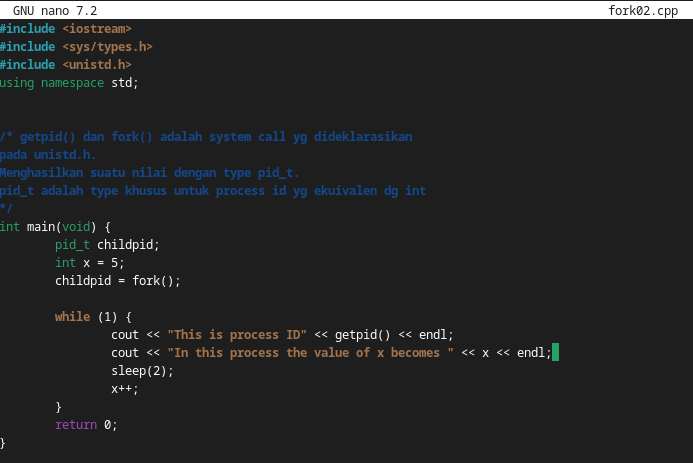 GNU nano 7.2 fork02.cpp
#include <iostream>
#include <sys/types.h>
#include <unistd.h>
using namespace std;
/* getpid() dan fork() adalah system call yg dideklarasikan
pada unistd.h.
Menghasilkan suatu nilai dengan type pid_t.
pid_t adalah type khusus untuk process id yg ekuivalen dg int
*/
int main(void) {
pid_t childpid;
int x = 5;
childpid = fork();
while (1) {
cout << "This is process ID" << getpid() << endl;
cout << "In this process the value of x becomes " << x << endl;
sleep(2);
x++;
}
return 0;
}